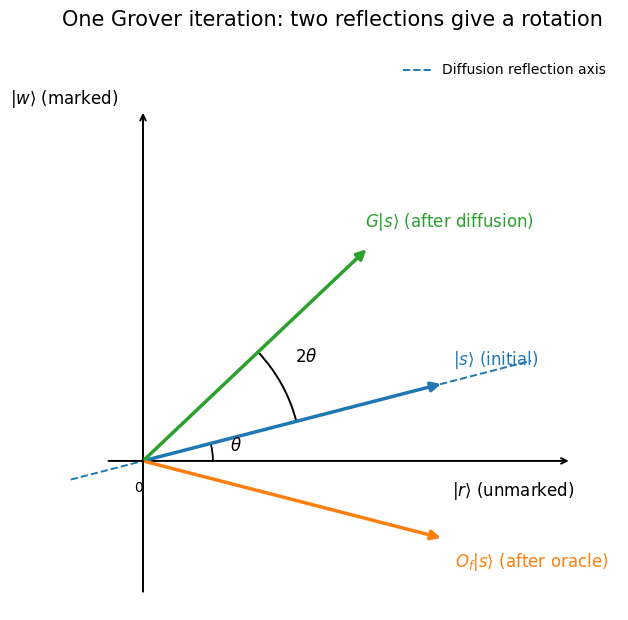 One Grover iteration: two reflections give a rotation
Diffusion reflection axis
|w⟩ (marked)
G|s⟩ (after diffusion)
2θ
|s⟩ (initial)
θ
0
|r⟩ (unmarked)
O_f|s⟩ (after oracle)